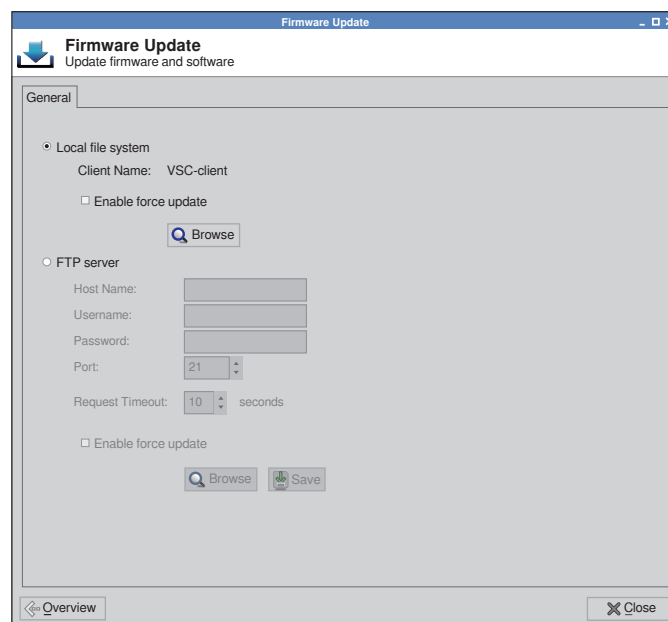 Firmware Update
Firmware Update
Update firmware and software
General
Local file system
Client Name: VSC-client
Enable force update
Browse
FTP server
Host Name:
Username:
Password:
Port: 21
Request Timeout: 10 seconds
Enable force update
Browse Save
Overview Close